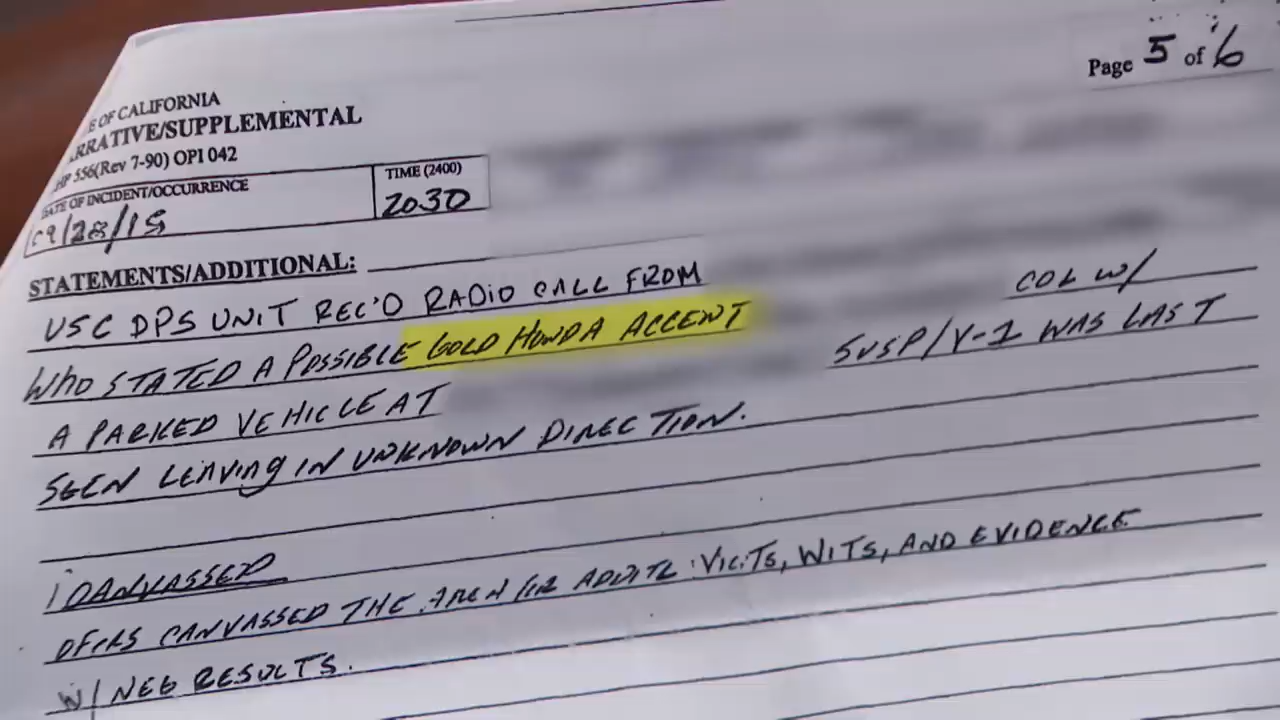 Page 5 of 6
E OF CALIFORNIA
RRATIVE/SUPPLEMENTAL
HP 556(Rev 7-90) OPI 042
DATE OF INCIDENT/OCCURRENCE
TIME (2400)
09/28/15
2030
STATEMENTS/ADDITIONAL:
USC DPS UNIT REC'D RADIO CALL FROM
WHO STATED A POSSIBLE GOLD HONDA ACCENT COL W/
A PARKED VEHICLE AT SUSP/V-1 WAS LAST
SEEN LEAVING IN UNKNOWN DIRECTION.
CANVASSED
OFCRS CANVASSED THE AREA FOR ADDITL VICTS, WITS, AND EVIDENCE
W/ NEG RESULTS.